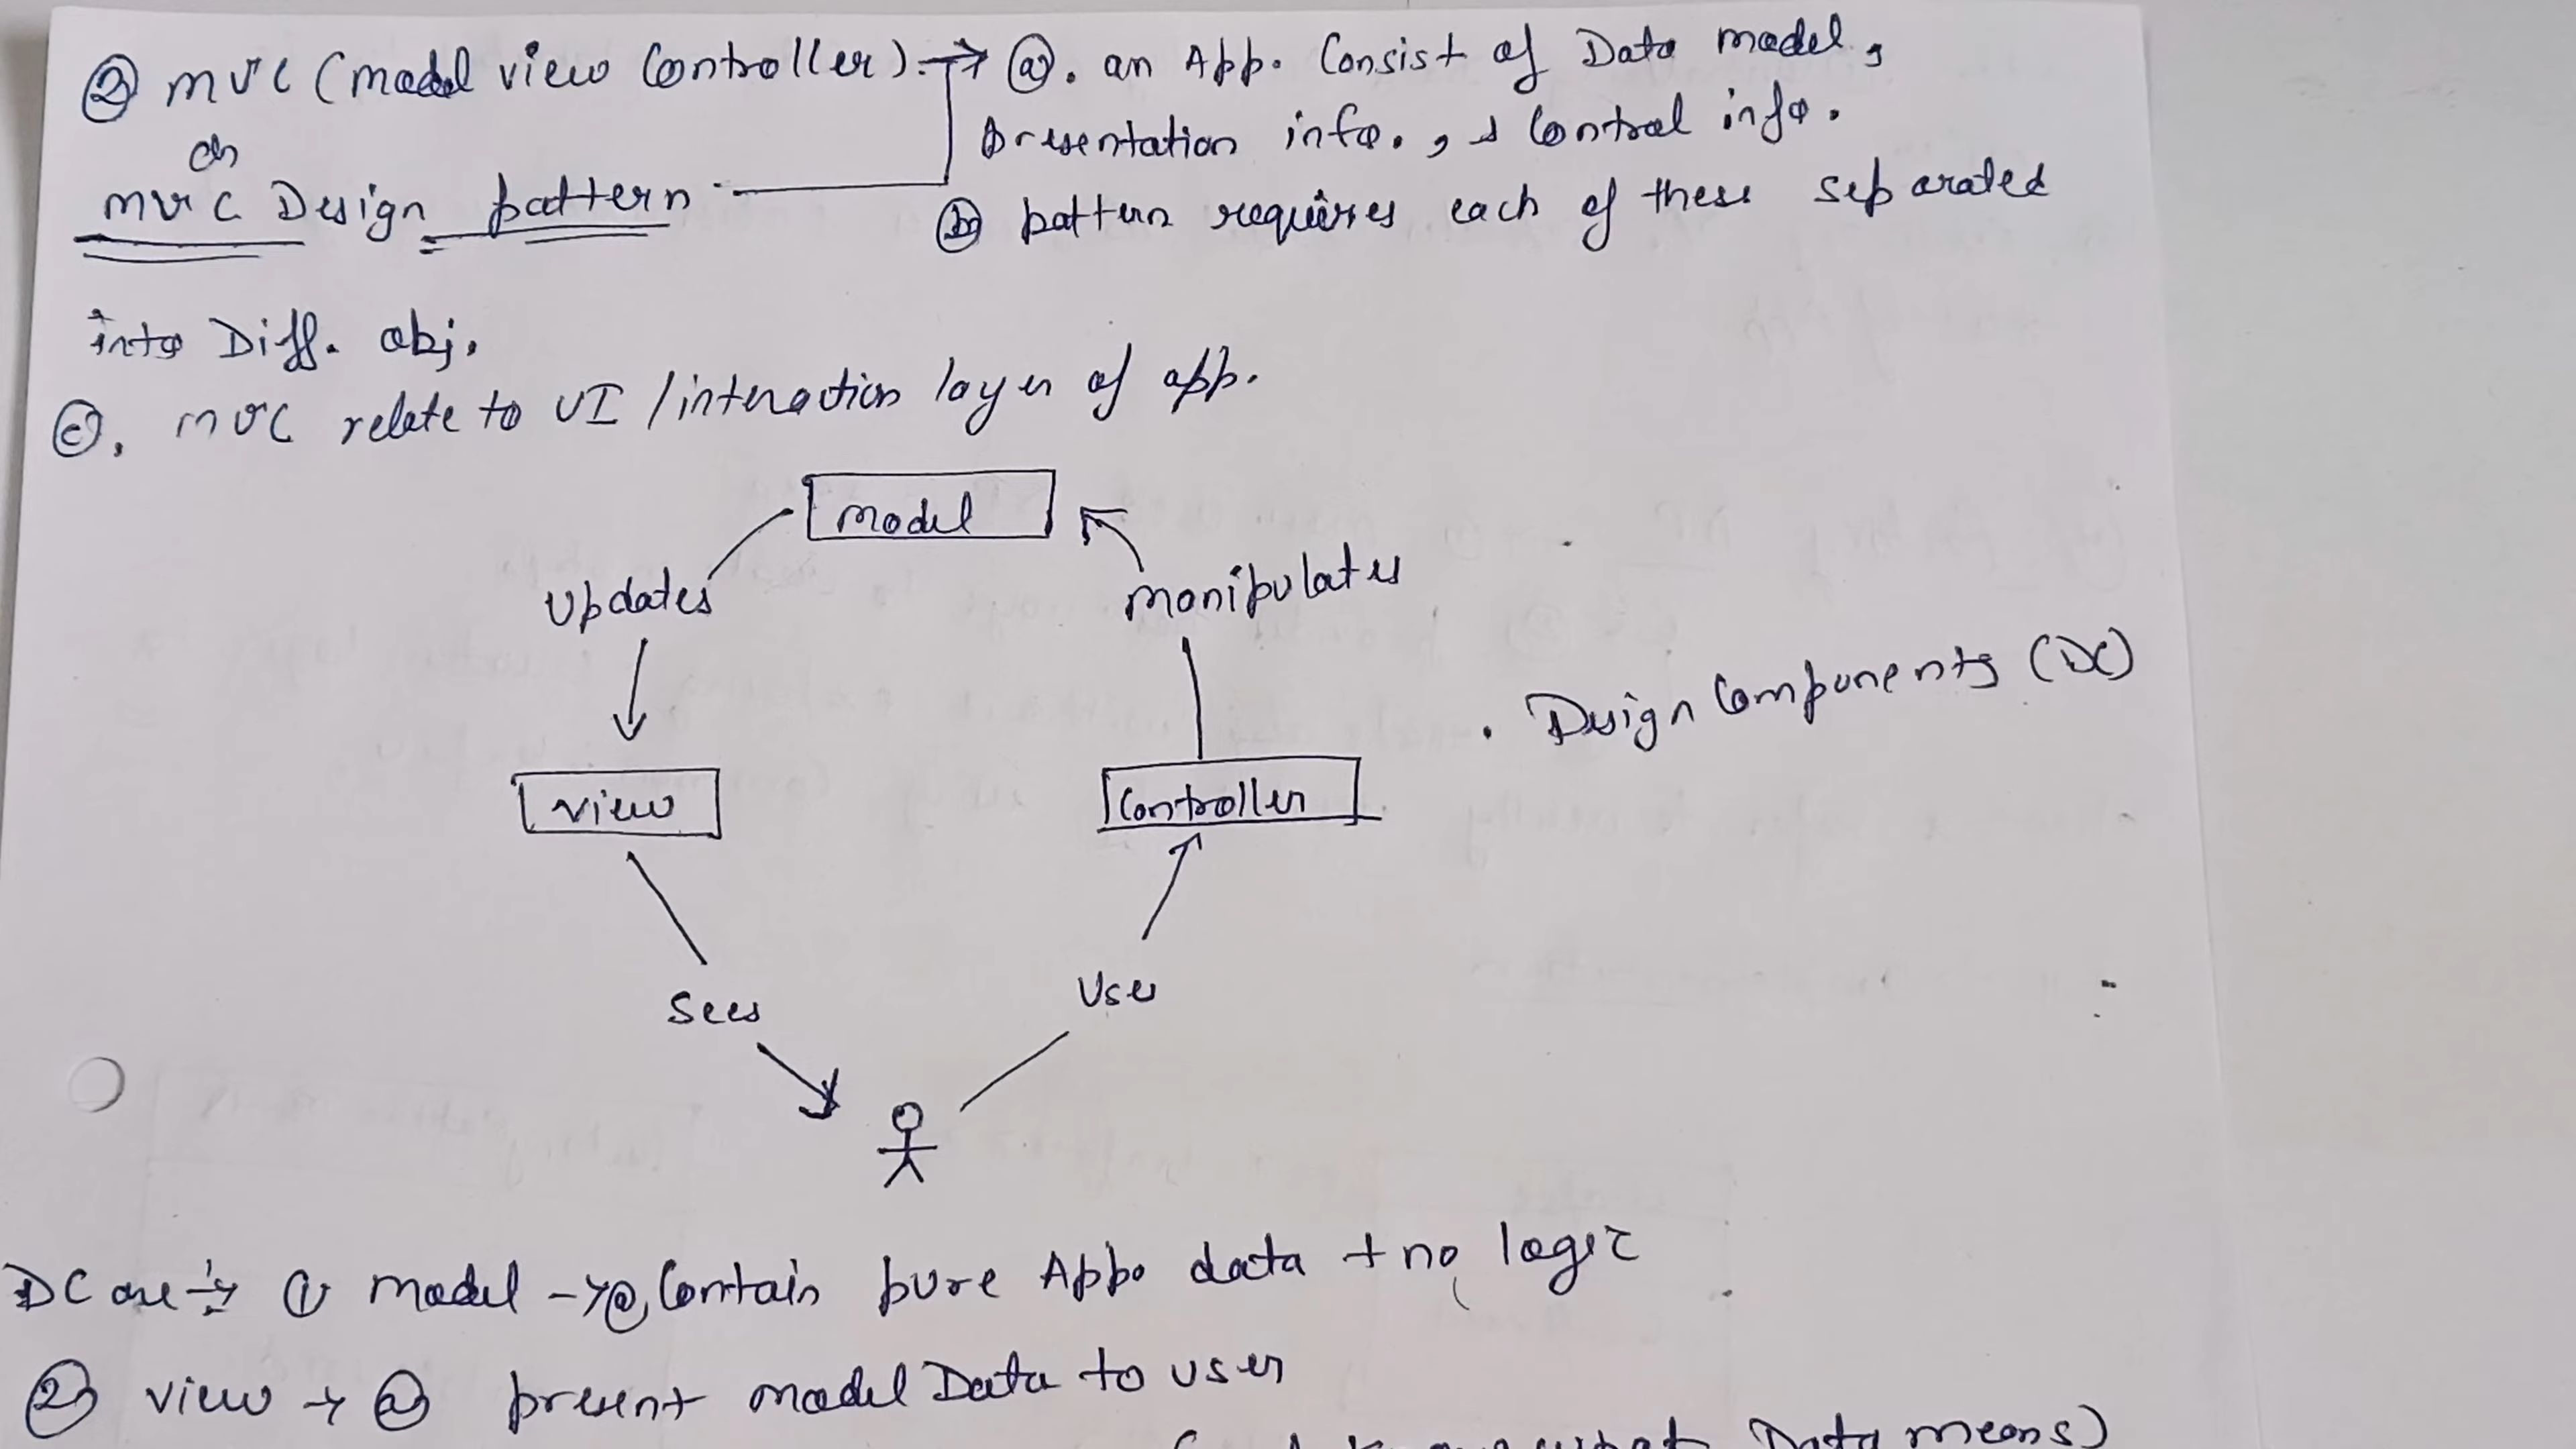 ② MVC (Model View Controller) :→ ⓐ. an App. Consist of Data model,
presentation info., & Control info.
or
MVC Design pattern
ⓑ pattern requires each of these separated
into Diff. obj.
ⓒ. MVC relate to UI / interaction layer of app.
Model
Updates
Manipulates
. Design Components (DC)
View
Controller
Sees
Uses
DC are :→ ① Model → ⓐ Contain pure App. data + no logic
② View → ⓐ present model Data to user
what Data means)